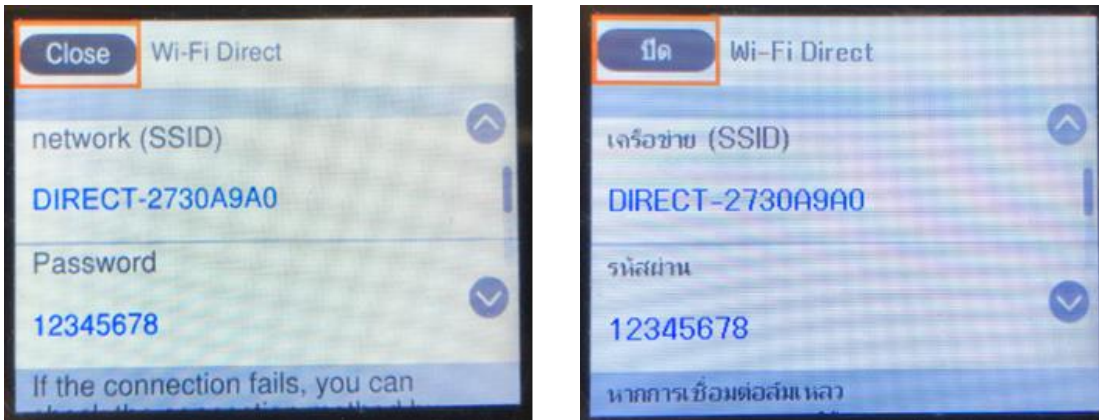 Close Wi-Fi Direct
network (SSID)
DIRECT-2730A9A0
Password
12345678
If the connection fails, you can
ปิด Wi-Fi Direct
เครือข่าย (SSID)
DIRECT-2730A9A0
รหัสผ่าน
12345678
หากการเชื่อมต่อล้มเหลว